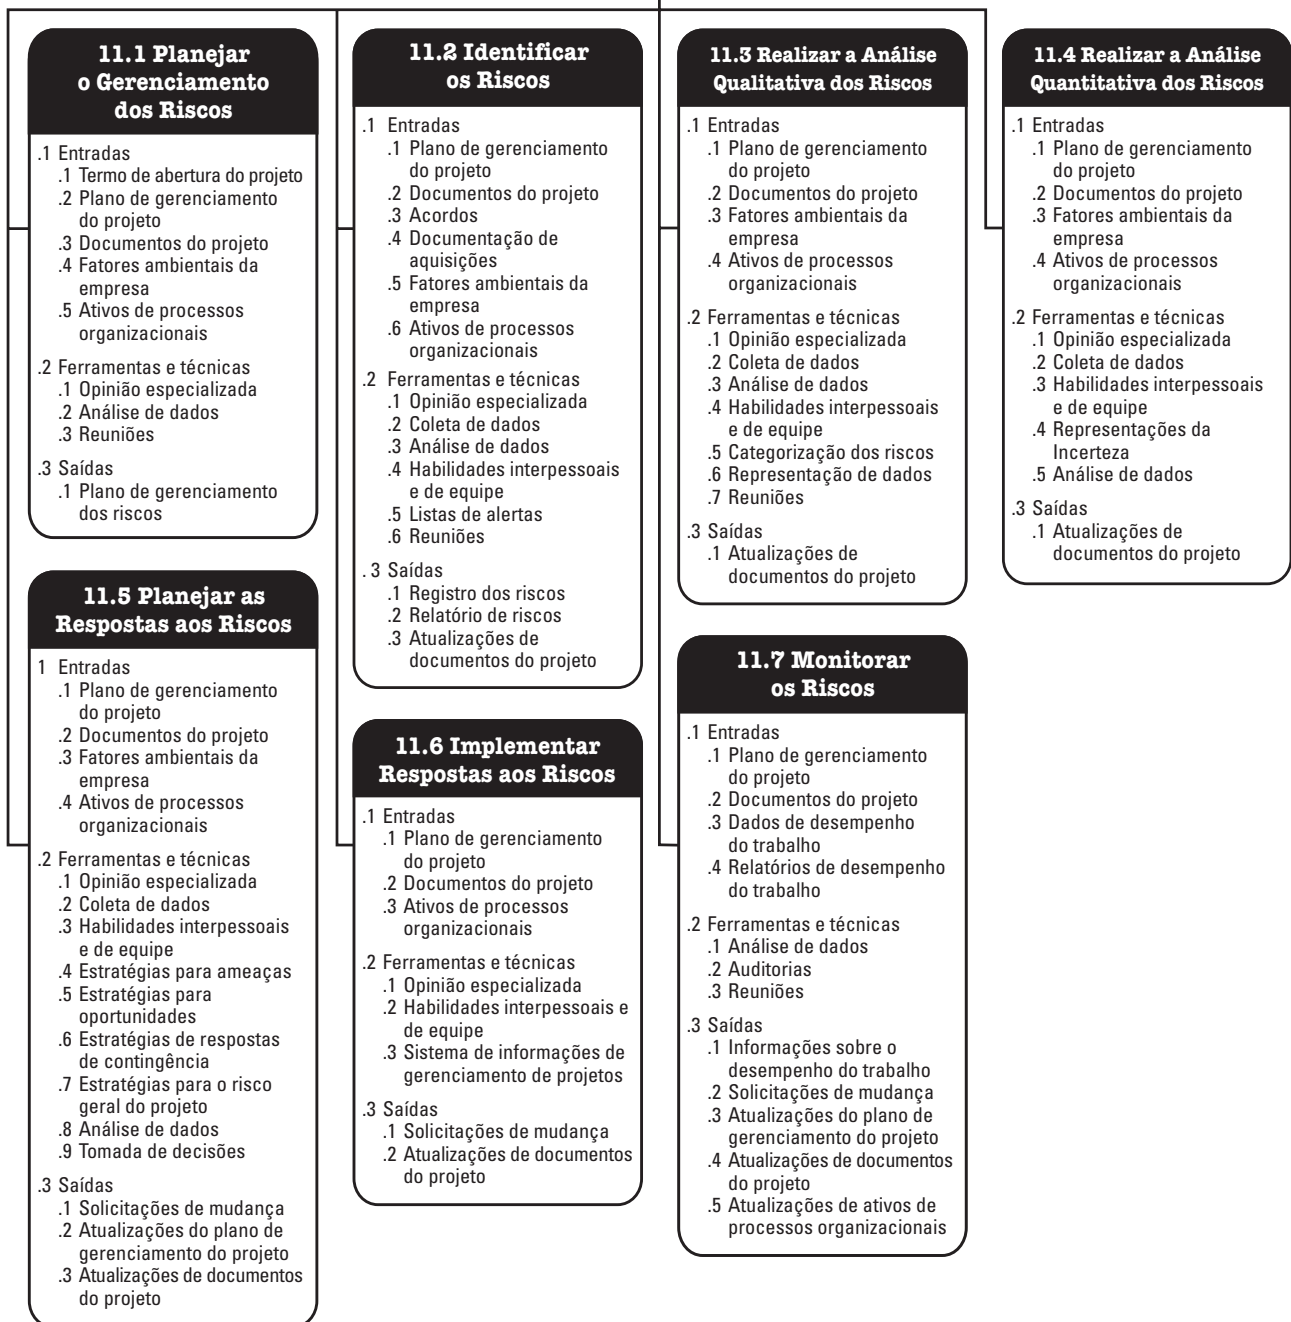 11.1 Planejar
o Gerenciamento
dos Riscos
.1 Entradas
.1 Termo de abertura do projeto
.2 Plano de gerenciamento
do projeto
.3 Documentos do projeto
.4 Fatores ambientais da
empresa
.5 Ativos de processos
organizacionais
.2 Ferramentas e técnicas
.1 Opinião especializada
.2 Análise de dados
.3 Reuniões
.3 Saídas
.1 Plano de gerenciamento
dos riscos
11.2 Identificar
os Riscos
.1 Entradas
.1 Plano de gerenciamento
do projeto
.2 Documentos do projeto
.3 Acordos
.4 Documentação de
aquisições
.5 Fatores ambientais da
empresa
.6 Ativos de processos
organizacionais
.2 Ferramentas e técnicas
.1 Opinião especializada
.2 Coleta de dados
.3 Análise de dados
.4 Habilidades interpessoais
e de equipe
.5 Listas de alertas
.6 Reuniões
. 3 Saídas
.1 Registro dos riscos
.2 Relatório de riscos
.3 Atualizações de
documentos do projeto
11.3 Realizar a Análise
Qualitativa dos Riscos
.1 Entradas
.1 Plano de gerenciamento
do projeto
.2 Documentos do projeto
.3 Fatores ambientais da
empresa
.4 Ativos de processos
organizacionais
.2 Ferramentas e técnicas
.1 Opinião especializada
.2 Coleta de dados
.3 Análise de dados
.4 Habilidades interpessoais
e de equipe
.5 Categorização dos riscos
.6 Representação de dados
.7 Reuniões
.3 Saídas
.1 Atualizações de
documentos do projeto
11.4 Realizar a Análise
Quantitativa dos Riscos
.1 Entradas
.1 Plano de gerenciamento
do projeto
.2 Documentos do projeto
.3 Fatores ambientais da
empresa
.4 Ativos de processos
organizacionais
.2 Ferramentas e técnicas
.1 Opinião especializada
.2 Coleta de dados
.3 Habilidades interpessoais
e de equipe
.4 Representações da
Incerteza
.5 Análise de dados
.3 Saídas
.1 Atualizações de
documentos do projeto
11.5 Planejar as
Respostas aos Riscos
1 Entradas
.1 Plano de gerenciamento
do projeto
.2 Documentos do projeto
.3 Fatores ambientais da
empresa
.4 Ativos de processos
organizacionais
.2 Ferramentas e técnicas
.1 Opinião especializada
.2 Coleta de dados
.3 Habilidades interpessoais
e de equipe
.4 Estratégias para ameaças
.5 Estratégias para
oportunidades
.6 Estratégias de respostas
de contingência
.7 Estratégias para o risco
geral do projeto
.8 Análise de dados
.9 Tomada de decisões
.3 Saídas
.1 Solicitações de mudança
.2 Atualizações do plano de
gerenciamento do projeto
.3 Atualizações de documentos
do projeto
11.6 Implementar
Respostas aos Riscos
.1 Entradas
.1 Plano de gerenciamento
do projeto
.2 Documentos do projeto
.3 Ativos de processos
organizacionais
.2 Ferramentas e técnicas
.1 Opinião especializada
.2 Habilidades interpessoais e
de equipe
.3 Sistema de informações de
gerenciamento de projetos
.3 Saídas
.1 Solicitações de mudança
.2 Atualizações de documentos
do projeto
11.7 Monitorar
os Riscos
.1 Entradas
.1 Plano de gerenciamento
do projeto
.2 Documentos do projeto
.3 Dados de desempenho
do trabalho
.4 Relatórios de desempenho
do trabalho
.2 Ferramentas e técnicas
.1 Análise de dados
.2 Auditorias
.3 Reuniões
.3 Saídas
.1 Informações sobre o
desempenho do trabalho
.2 Solicitações de mudança
.3 Atualizações do plano de
gerenciamento do projeto
.4 Atualizações de documentos
do projeto
.5 Atualizações de ativos de
processos organizacionais